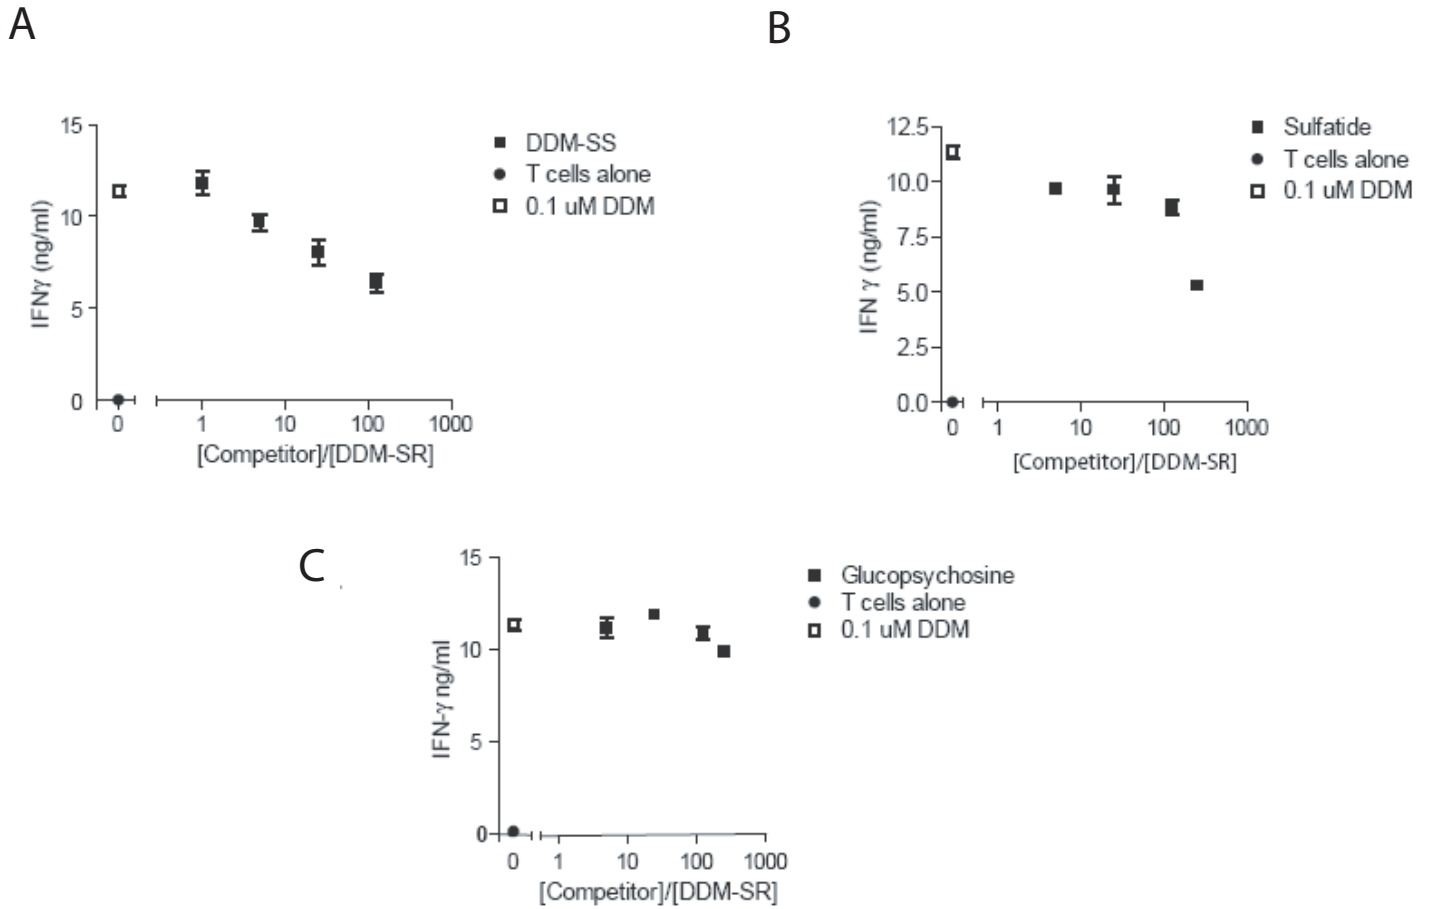 A
15
10
5
0
IFNγ (ng/ml)
0 1 10 100 1000
[Competitor]/[DDM-SR]
DDM-SS
T cells alone
0.1 uM DDM
B
12.5
10.0
7.5
5.0
2.5
0.0
IFN γ (ng/ml)
0 1 10 100 1000
[Competitor]/[DDM-SR]
Sulfatide
T cells alone
0.1 uM DDM
C
15
10
5
0
IFN-γ ng/ml
0 1 10 100 1000
[Competitor]/[DDM-SR]
Glucopsychosine
T cells alone
0.1 uM DDM